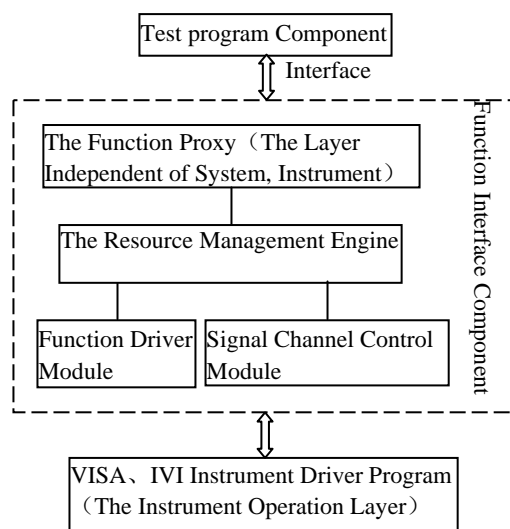 Test program Component
Interface
Function Interface Component
The Function Proxy（The Layer
Independent of System, Instrument）
The Resource Management Engine
Function Driver
Module
Signal Channel Control
Module
VISA、IVI Instrument Driver Program
（The Instrument Operation Layer）